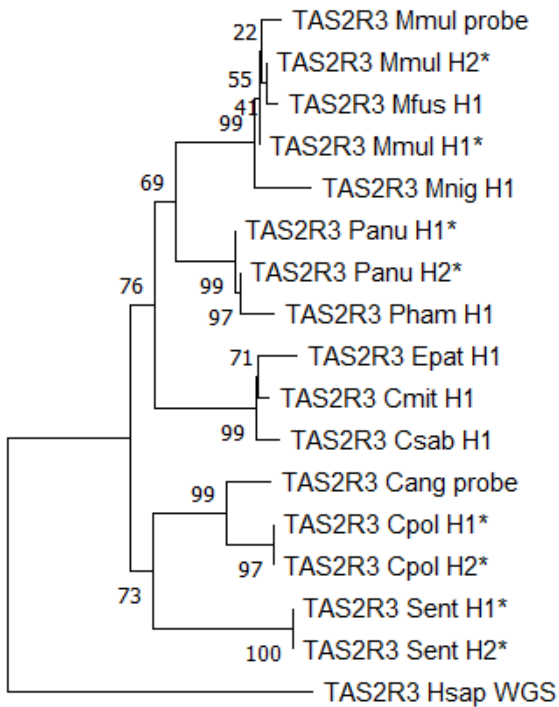 22
TAS2R3 Mmul probe
55
TAS2R3 Mmul H2*
41
TAS2R3 Mfus H1
99
TAS2R3 Mmul H1*
69
TAS2R3 Mnig H1
TAS2R3 Panu H1*
76
99
TAS2R3 Panu H2*
97
TAS2R3 Pham H1
71
TAS2R3 Epat H1
TAS2R3 Cmit H1
99
TAS2R3 Csab H1
99
TAS2R3 Cang probe
TAS2R3 Cpol H1*
97
TAS2R3 Cpol H2*
73
TAS2R3 Sent H1*
100
TAS2R3 Sent H2*
TAS2R3 Hsap WGS